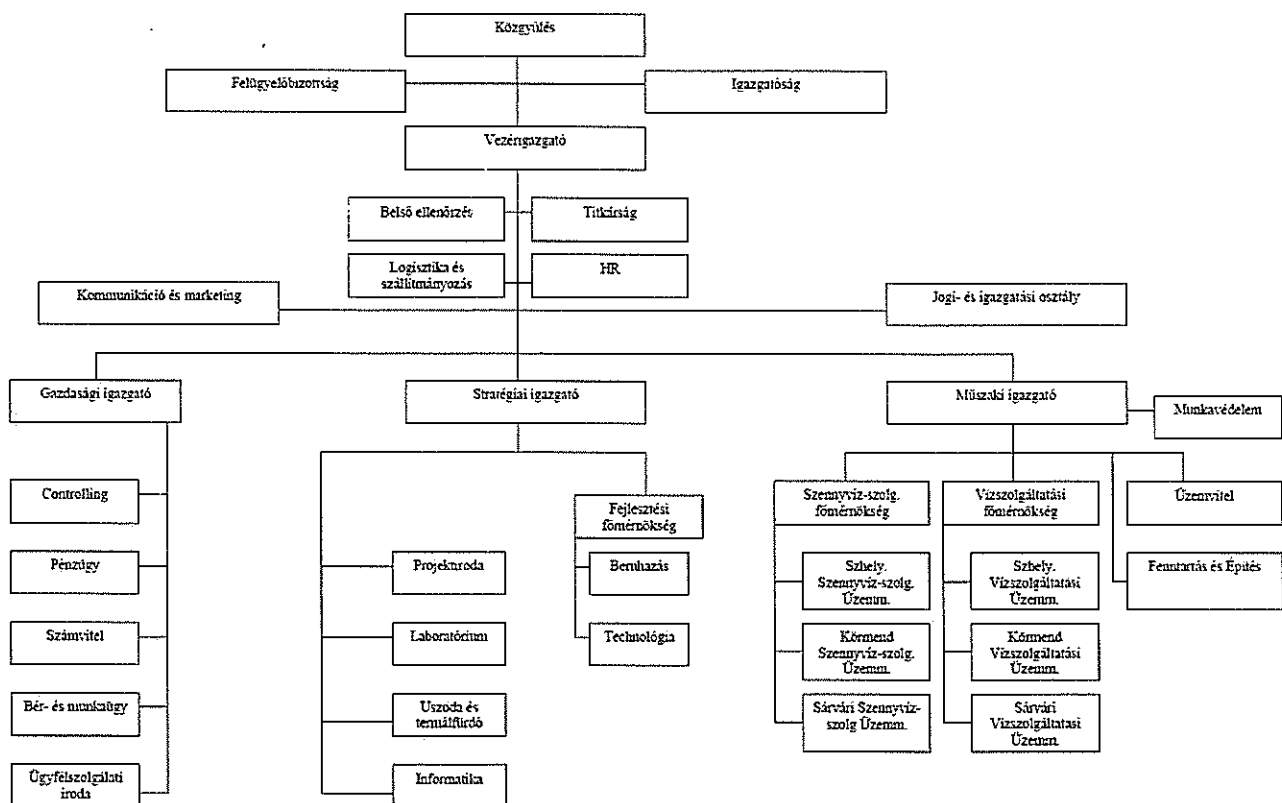 Közgyűlés
Felügyelőbizottság
Igazgatóság
Vezérigazgató
Belső ellenőrzés
Titkárság
Logisztika és
szállítmányozás
HR
Kommunikáció és marketing
Jogi- és igazgatási osztály
Gazdasági igazgató
Stratégiai igazgató
Műszaki igazgató
Munkavédelem
Controlling
Pénzügy
Számvitel
Bér- és munkaügy
Ügyfélszolgálati
iroda
Projektiroda
Laboratórium
Uszoda és
termálfürdő
Informatika
Fejlesztési
főmérnökség
Beruházás
Technológia
Szennyvíz-szolg.
főmérnökség
Szhely.
Szennyvíz-szolg.
Üzemm.
Körmend
Szennyvíz-szolg.
Üzemm.
Sárvári Szennyvíz-
szolg Üzemm.
Vízszolgáltatási
főmérnökség
Szhely.
Vízszolgáltatási
Üzemm.
Körmend
Vízszolgáltatási
Üzemm.
Sárvári
Vízszolgáltatási
Üzemm.
Üzemvitel
Fenntartás és Építés